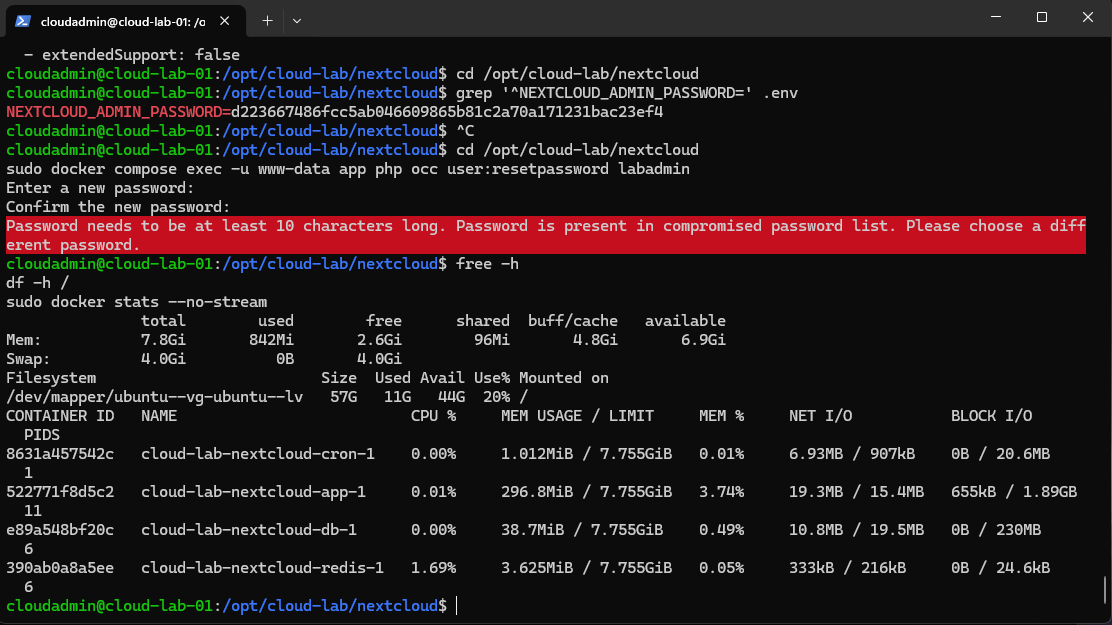 cloudadmin@cloud-lab-01: /o
- extendedSupport: false
cloudadmin@cloud-lab-01:/opt/cloud-lab/nextcloud$ cd /opt/cloud-lab/nextcloud
cloudadmin@cloud-lab-01:/opt/cloud-lab/nextcloud$ grep '^NEXTCLOUD_ADMIN_PASSWORD=' .env
NEXTCLOUD_ADMIN_PASSWORD=d223667486fcc5ab046609865b81c2a70a171231bac23ef4
cloudadmin@cloud-lab-01:/opt/cloud-lab/nextcloud$ ^C
cloudadmin@cloud-lab-01:/opt/cloud-lab/nextcloud$ cd /opt/cloud-lab/nextcloud
sudo docker compose exec -u www-data app php occ user:resetpassword labadmin
Enter a new password:
Confirm the new password:
Password needs to be at least 10 characters long. Password is present in compromised password list. Please choose a diff
erent password.
cloudadmin@cloud-lab-01:/opt/cloud-lab/nextcloud$ free -h
df -h /
sudo docker stats --no-stream
total used free shared buff/cache available
Mem: 7.8Gi 842Mi 2.6Gi 96Mi 4.8Gi 6.9Gi
Swap: 4.0Gi 0B 4.0Gi
Filesystem Size Used Avail Use% Mounted on
/dev/mapper/ubuntu--vg-ubuntu--lv 57G 11G 44G 20% /
CONTAINER ID NAME CPU % MEM USAGE / LIMIT MEM % NET I/O BLOCK I/O
PIDS
8631a457542c cloud-lab-nextcloud-cron-1 0.00% 1.012MiB / 7.755GiB 0.01% 6.93MB / 907kB 0B / 20.6MB
1
522771f8d5c2 cloud-lab-nextcloud-app-1 0.01% 296.8MiB / 7.755GiB 3.74% 19.3MB / 15.4MB 655kB / 1.89GB
11
e89a548bf20c cloud-lab-nextcloud-db-1 0.00% 38.7MiB / 7.755GiB 0.49% 10.8MB / 19.5MB 0B / 230MB
6
390ab0a8a5ee cloud-lab-nextcloud-redis-1 1.69% 3.625MiB / 7.755GiB 0.05% 333kB / 216kB 0B / 24.6kB
6
cloudadmin@cloud-lab-01:/opt/cloud-lab/nextcloud$